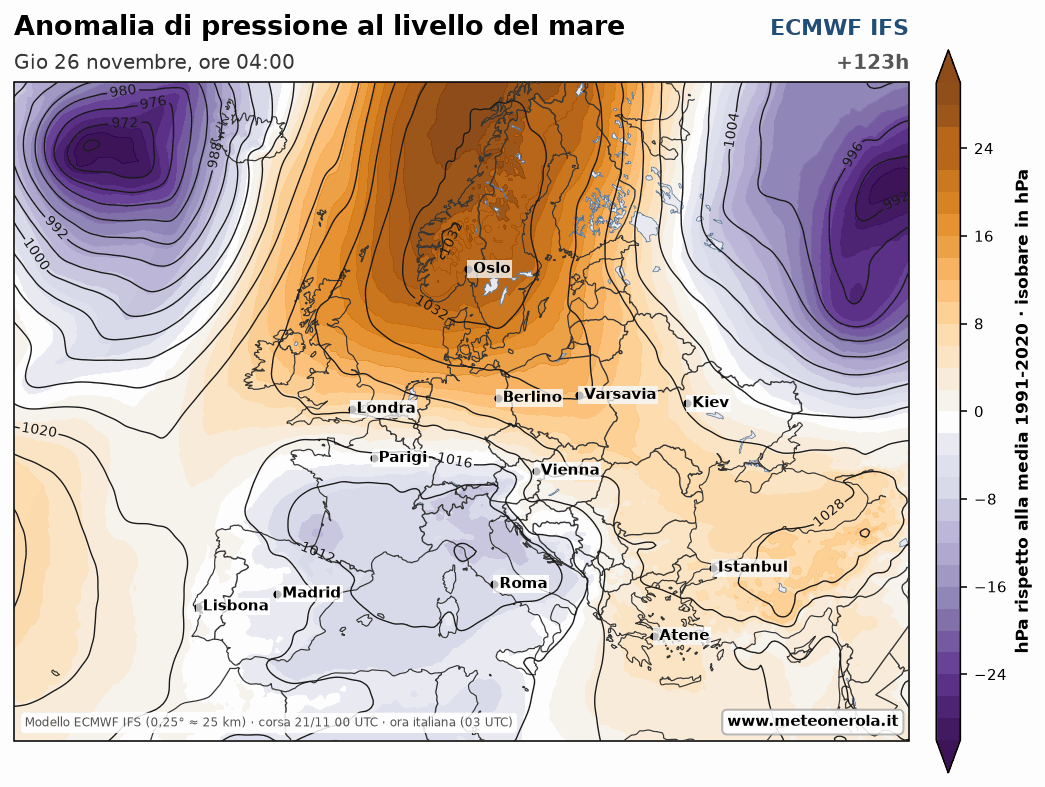 Anomalia di pressione al livello del mare
ECMWF IFS
Gio 26 novembre, ore 04:00
+123h
980
976
972
988
992
1000
1004
996
992
1032
Oslo
1032
Berlino
Varsavia
Kiev
Londra
1020
Parigi
1016
Vienna
1028
1012
Istanbul
Roma
Madrid
Lisbona
Atene
Modello ECMWF IFS (0,25° ≈ 25 km) · corsa 21/11 00 UTC · ora italiana (03 UTC)
www.meteonerola.it
24
16
8
0
−8
−16
−24
hPa rispetto alla media 1991-2020 · isobare in hPa